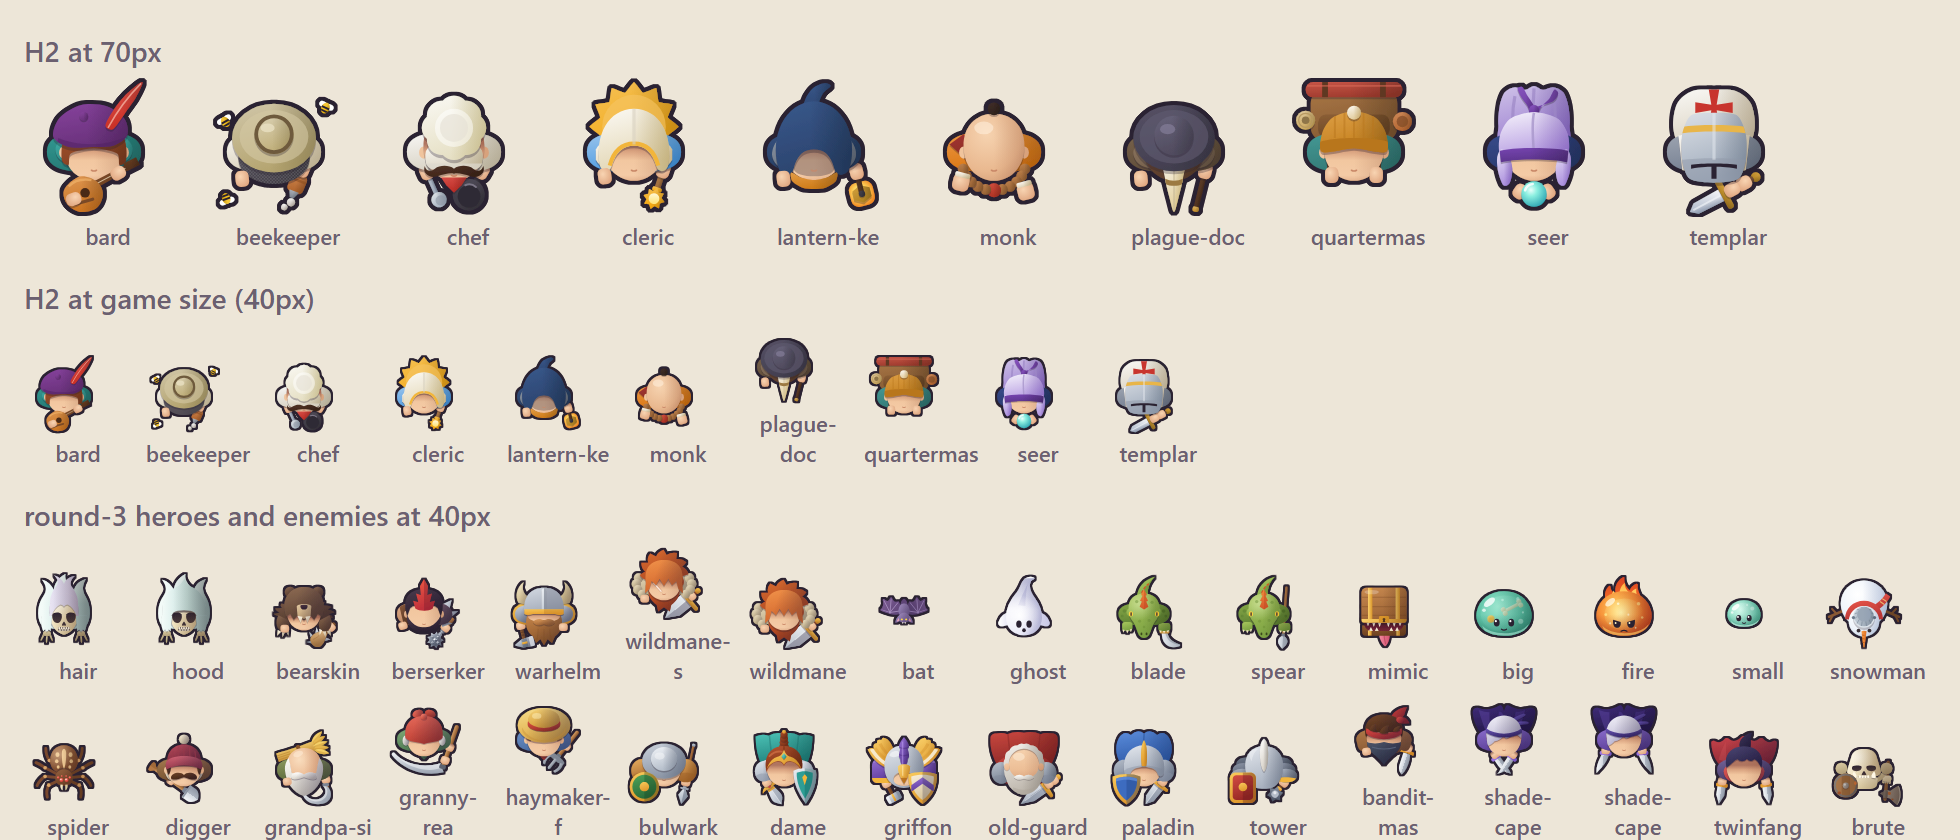 H2 at 70px
bard beekeeper chef cleric lantern-ke monk plague-doc quartermas seer templar
H2 at game size (40px)
bard beekeeper chef cleric lantern-ke monk plague-doc quartermas seer templar
round-3 heroes and enemies at 40px
hair hood bearskin berserker warhelm wildmane-s wildmane bat ghost blade spear mimic big fire small snowman
spider digger grandpa-si granny-rea haymaker-f bulwark dame griffon old-guard paladin tower bandit-mas shade-cape shade-cape twinfang brute